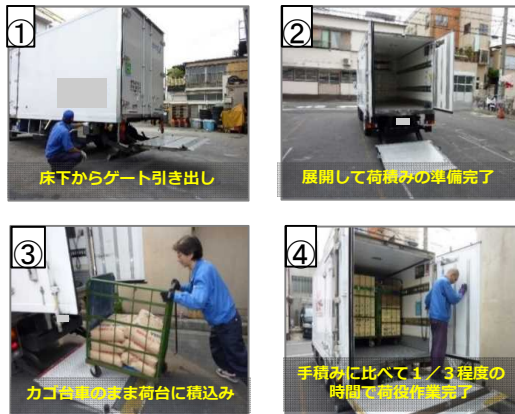 ①
床下からゲート引き出し
②
展開して荷積みの準備完了
③
カゴ台車のまま荷台に積込み
④
手積みに比べて１／３程度の
時間で荷役作業完了